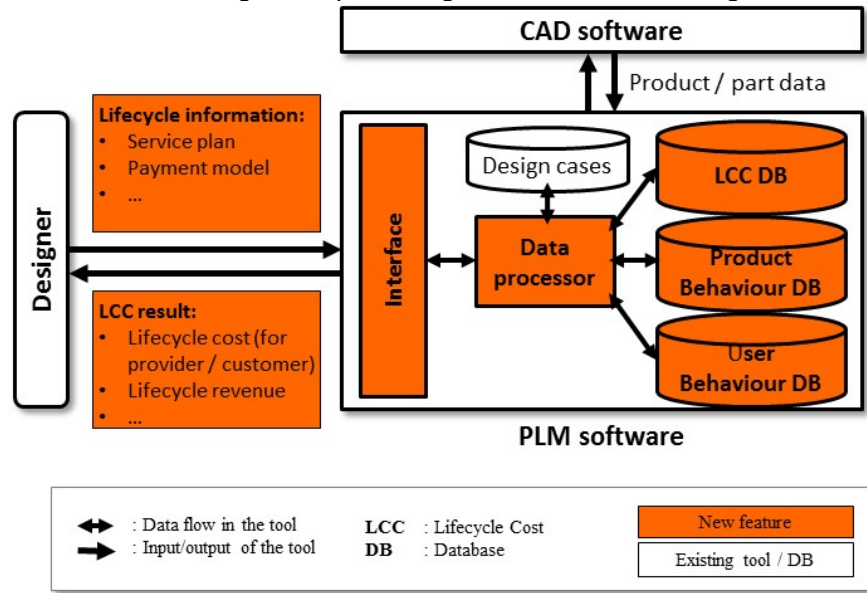 CAD software
Product / part data
Designer
Lifecycle information:
• Service plan
• Payment model
• ...
LCC result:
• Lifecycle cost (for
provider / customer)
• Lifecycle revenue
• ...
Interface
Design cases
Data
processor
LCC DB
Product
Behaviour DB
User
Behaviour DB
PLM software
: Data flow in the tool
: Input/output of the tool
LCC : Lifecycle Cost
DB : Database
New feature
Existing tool / DB